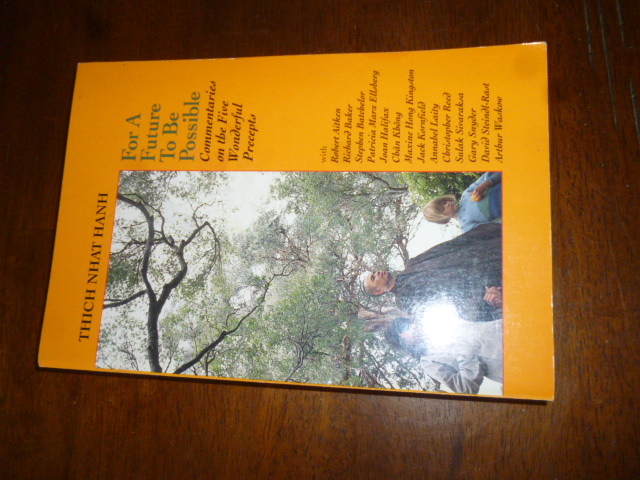 THICH NHAT HANH
For A
Future
To Be
Possible
Commentaries
on the Five
Wonderful
Precepts
with
Robert Aitken
Richard Baker
Stephen Batchelor
Patricia Marx Ellsberg
Joan Halifax
Chân Không
Maxine Hong Kingston
Jack Kornfield
Annabel Laity
Christopher Reed
Sulak Sivaraksa
Gary Snyder
David Steindl-Rast
Arthur Waskow